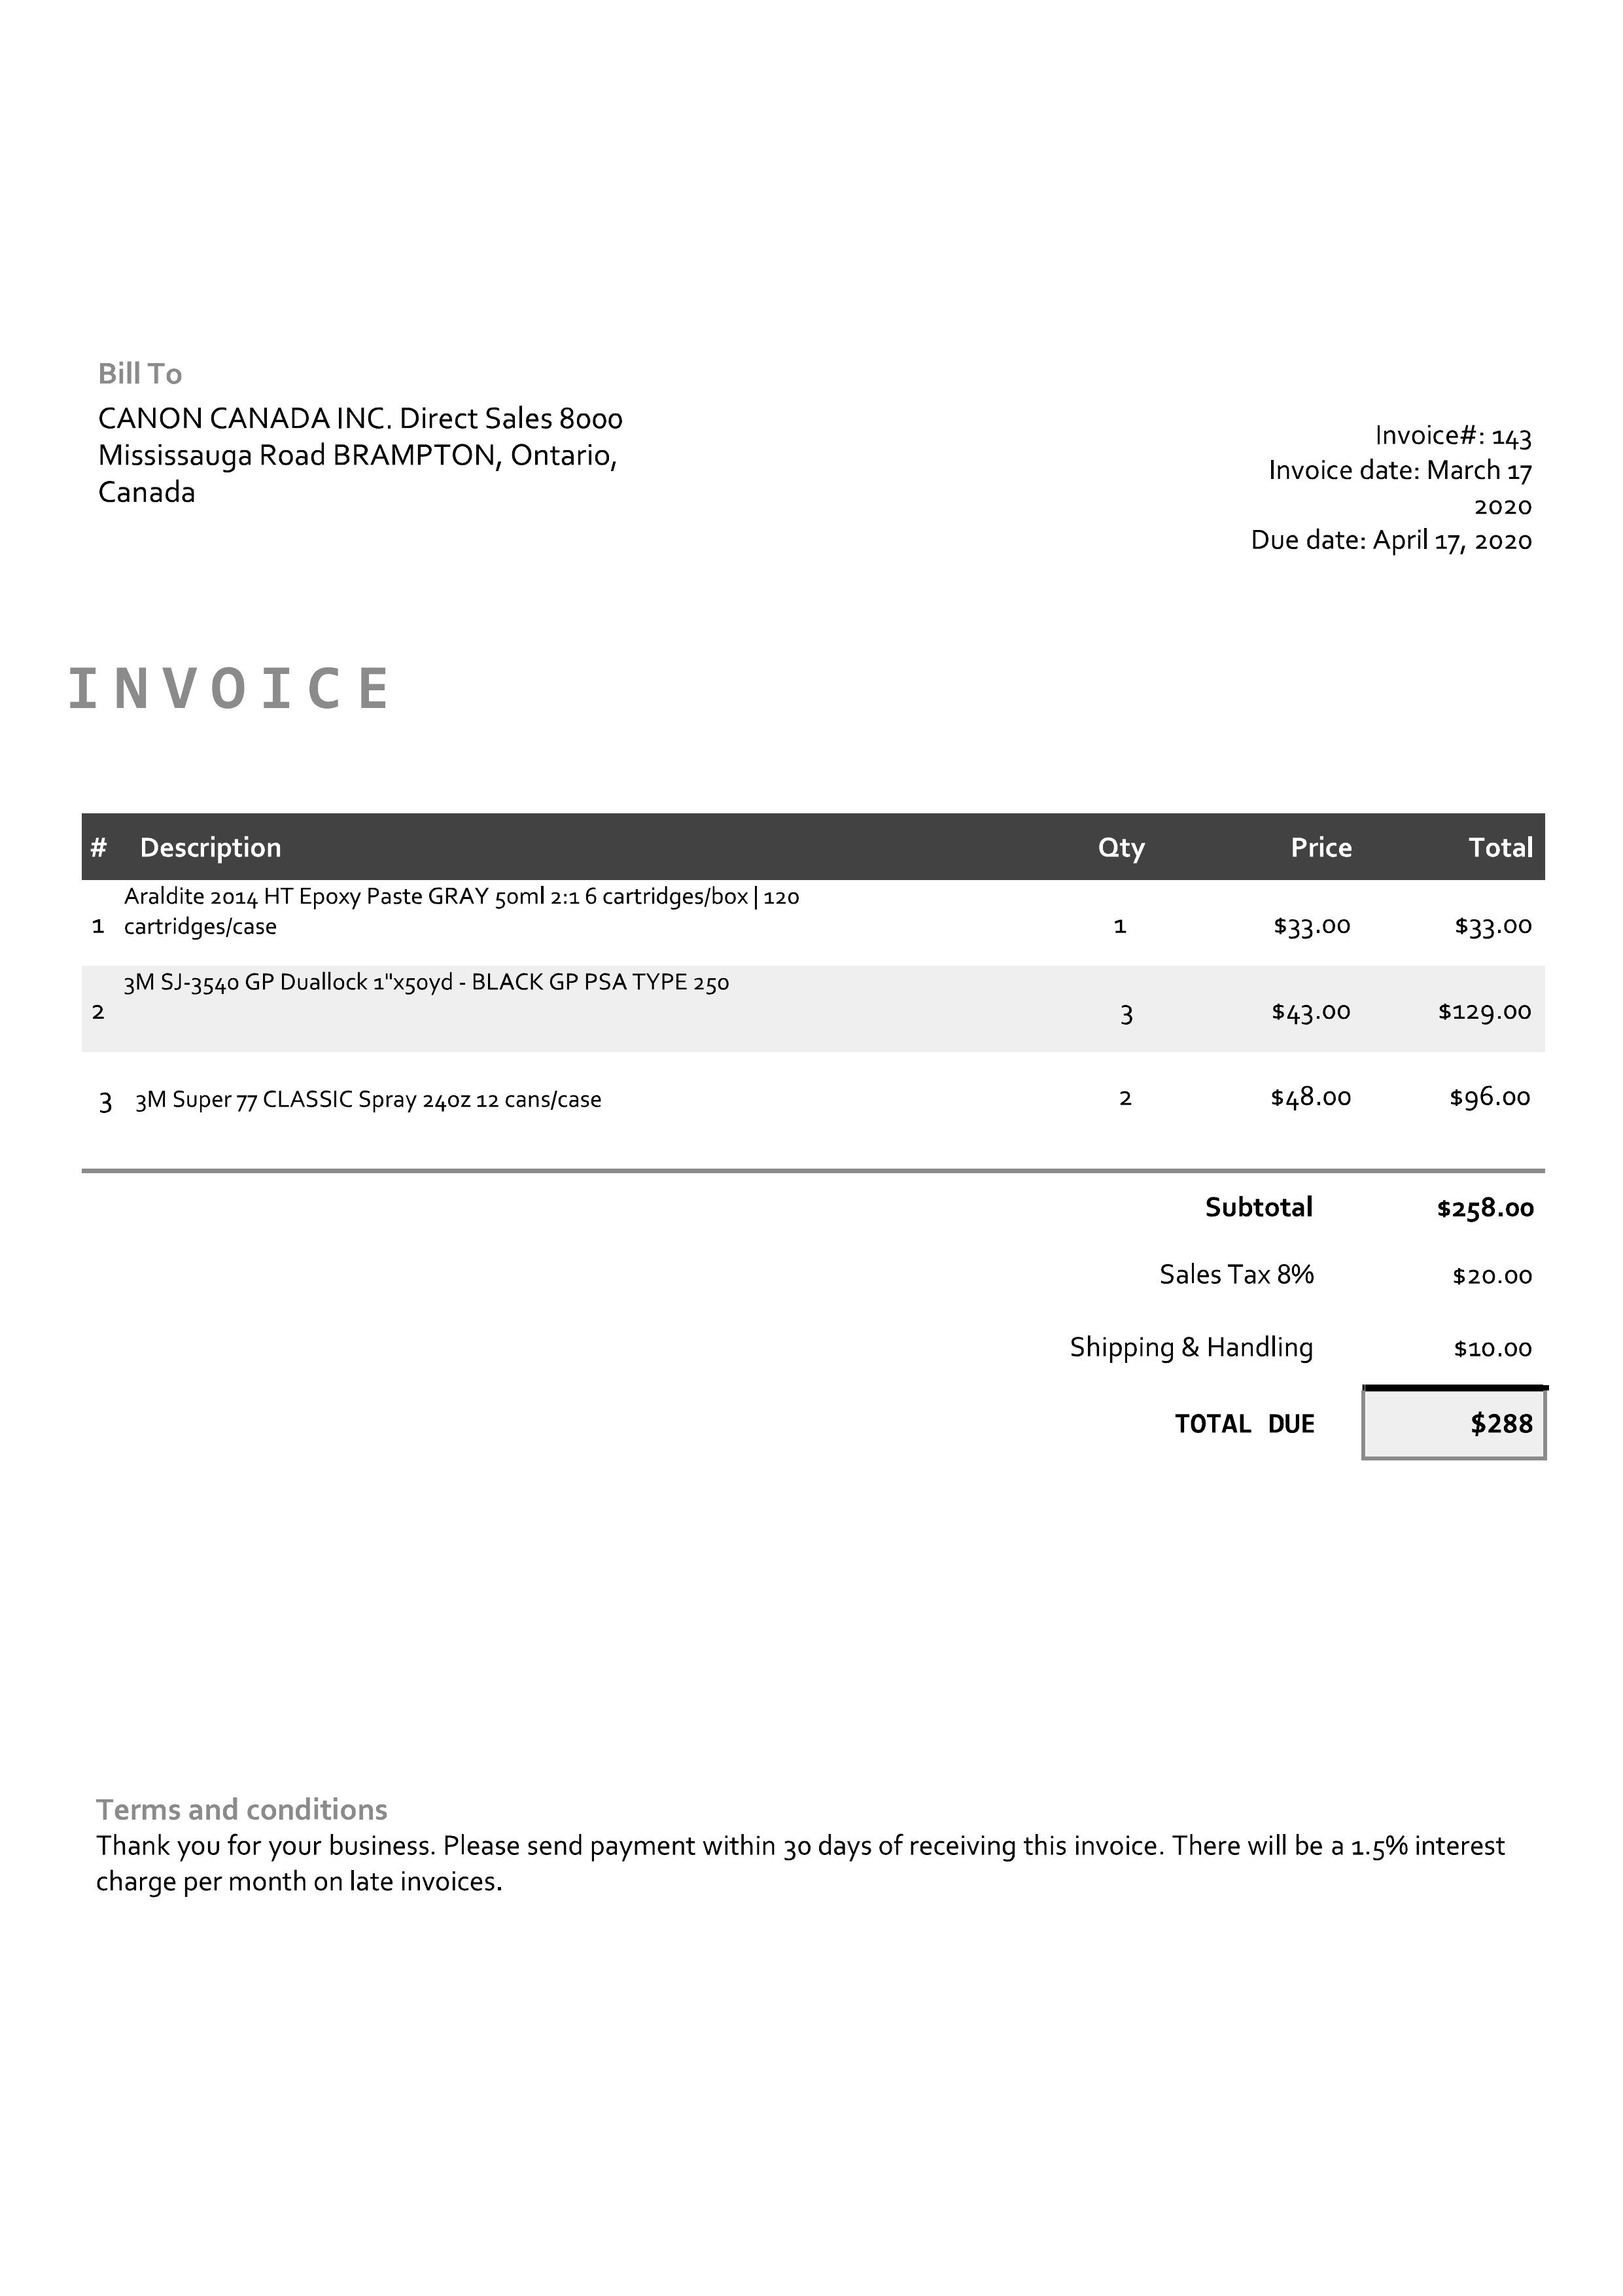 Bill To
CANON CANADA INC. Direct Sales 8000
Mississauga Road BRAMPTON, Ontario,
Canada
Invoice#: 143
Invoice date: March 17
2020
Due date: April 17, 2020
INVOICE
# Description Qty Price Total
Araldite 2014 HT Epoxy Paste GRAY 50ml 2:1 6 cartridges/box | 120
1 cartridges/case 1 $33.00 $33.00
3M SJ-3540 GP Duallock 1"x50yd - BLACK GP PSA TYPE 250
2 3 $43.00 $129.00
3 3M Super 77 CLASSIC Spray 24oz 12 cans/case 2 $48.00 $96.00
Subtotal $258.00
Sales Tax 8% $20.00
Shipping & Handling $10.00
TOTAL DUE $288
Terms and conditions
Thank you for your business. Please send payment within 30 days of receiving this invoice. There will be a 1.5% interest
charge per month on late invoices.